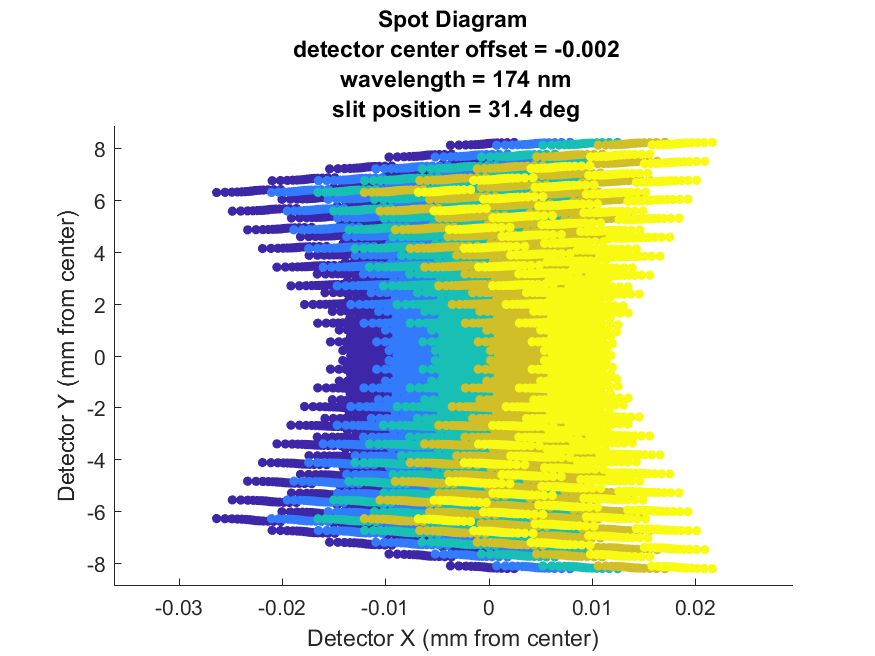 Spot Diagram
detector center offset = -0.002
wavelength = 174 nm
slit position = 31.4 deg
8
6
4
2
0
-2
-4
-6
-8
Detector Y (mm from center)
-0.03 -0.02 -0.01 0 0.01 0.02
Detector X (mm from center)